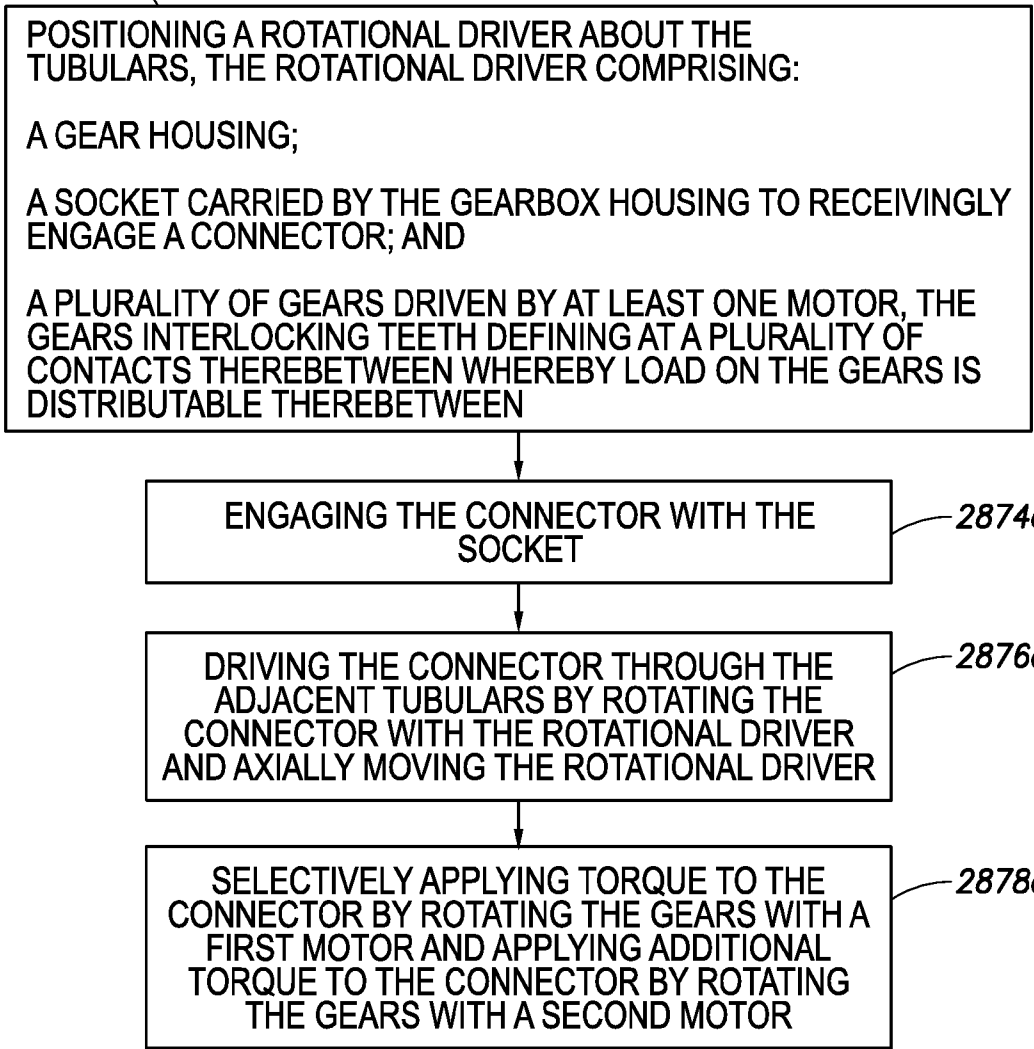 POSITIONING A ROTATIONAL DRIVER ABOUT THE
TUBULARS, THE ROTATIONAL DRIVER COMPRISING:
A GEAR HOUSING;
A SOCKET CARRIED BY THE GEARBOX HOUSING TO RECEIVINGLY
ENGAGE A CONNECTOR; AND
A PLURALITY OF GEARS DRIVEN BY AT LEAST ONE MOTOR, THE
GEARS INTERLOCKING TEETH DEFINING AT A PLURALITY OF
CONTACTS THEREBETWEEN WHEREBY LOAD ON THE GEARS IS
DISTRIBUTABLE THEREBETWEEN
ENGAGING THE CONNECTOR WITH THE
SOCKET
2874
DRIVING THE CONNECTOR THROUGH THE
ADJACENT TUBULARS BY ROTATING THE
CONNECTOR WITH THE ROTATIONAL DRIVER
AND AXIALLY MOVING THE ROTATIONAL DRIVER
2876
SELECTIVELY APPLYING TORQUE TO THE
CONNECTOR BY ROTATING THE GEARS WITH A
FIRST MOTOR AND APPLYING ADDITIONAL
TORQUE TO THE CONNECTOR BY ROTATING
THE GEARS WITH A SECOND MOTOR
2878